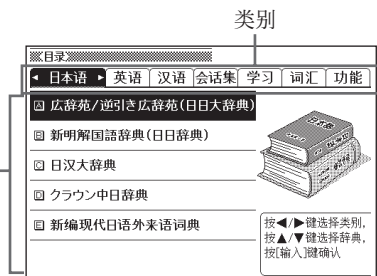 类别
目录
日本语 英语 汉语 会话集 学习 词汇 功能
A 広辞苑/逆引き広辞苑(日日大辞典)
B 新明解国語辞典(日日辞典)
C 日汉大辞典
D クラウン中日辞典
E 新编现代日语外来语词典
按◀/▶键选择类别,
按▲/▼键选择辞典,
按[输入]键确认